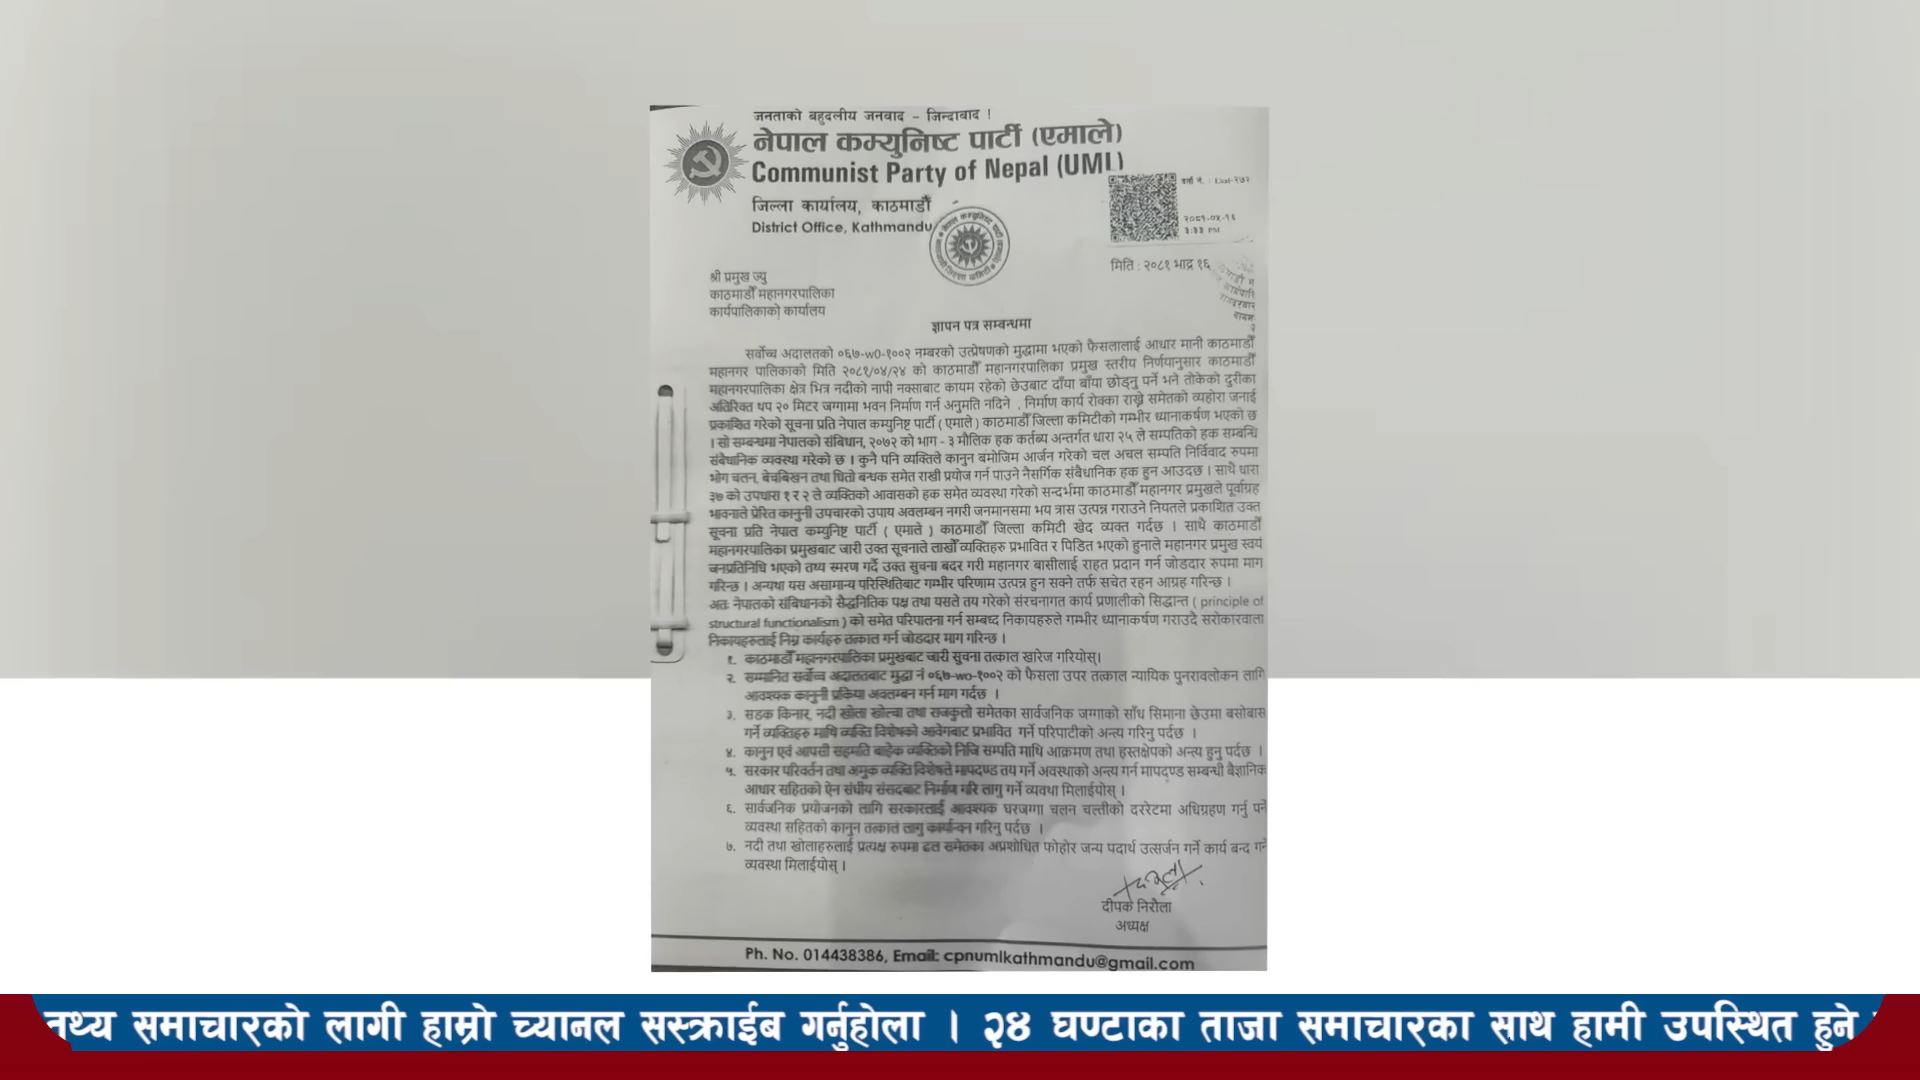 जनताको बहुदलीय जनवाद - जिन्दावाद !
नेपाल कम्युनिष्ट पार्टी (एमाले)
Communist Party of Nepal (UML)
जिल्ला कार्यालय, काठमाडौँ
District Office, Kathmandu
२०८१-०५-१६
३:३३ PM
मिति : २०८१ भाद्र १६
श्री प्रमुख ज्यु
काठमाडौँ महानगरपालिका
कार्यपालिकाको कार्यालय
ज्ञापन पत्र सम्बन्धमा
सर्वोच्च अदालतको ०६७-w०-१००२ नम्बरको उत्प्रेषणको मुद्धामा भएको फैसलालाई आधार मानी काठमाडौँ
महानगर पालिकाको मिति २०८१/०४/२४ को काठमाडौँ महानगरपालिका प्रमुख स्तरीय निर्णयानुसार काठमाडौँ
महानगरपालिका क्षेत्र भित्र नदीको नापी नक्साबाट कायम रहेको छेउबाट दाँया बाँया छोड्नु पर्ने भने तोकेको दुरीका
अतिरिक्त थप २० मिटर जग्गामा भवन निर्माण गर्न अनुमति नदिने , निर्माण कार्य रोक्का राख्ने समेतको व्यहोरा जनाई
प्रकाशित गरेको सूचना प्रति नेपाल कम्युनिष्ट पार्टी ( एमाले ) काठमाडौँ जिल्ला कमिटीको गम्भीर ध्यानाकर्षण भएको छ
। सो सम्बन्धमा नेपालको संबिधान, २०७२ को भाग - ३ मौलिक हक कर्तब्य अन्तर्गत धारा २५ ले सम्पतिको हक सम्बन्धि
संबैधानिक व्यवस्था गरेको छ । कुनै पनि व्यक्तिले कानुन बमोजिम आर्जन गरेको चल अचल सम्पति निर्विवाद रुपमा
भोग चलन, बेचबिखन तथा धितो बन्धक समेत राखी प्रयोज गर्न पाउने नैसर्गिक संबैधानिक हक हुन आउदछ । साथै धारा
३७ को उपधारा १ र २ ले व्यक्तिको आवासको हक समेत व्यवस्था गरेको सन्दर्भमा काठमाडौँ महानगर प्रमुखले पूर्वाग्रह
भावनाले प्रेरित कानुनी उपचारको उपाय अवलम्बन नगरी जनमानसमा भय त्रास उत्पन्न गराउने नियतले प्रकाशित उक्त
सूचना प्रति नेपाल कम्युनिष्ट पार्टी ( एमाले ) काठमाडौँ जिल्ला कमिटी खेद व्यक्त गर्दछ । साथै काठमाडौँ
महानगरपालिका प्रमुखबाट जारी उक्त सूचनाले लाखौँ व्यक्तिहरु प्रभावित र पिडित भएको हुनाले महानगर प्रमुख स्वयं
जनप्रतिनिधि भएको तथ्य स्मरण गर्दै उक्त सुचना बदर गरी महानगर बासीलाई राहत प्रदान गर्न जोडदार रुपमा माग
गरिन्छ । अन्यथा यस असामान्य परिस्थितिबाट गम्भीर परिणाम उत्पन्न हुन सक्ने तर्फ सचेत रहन आग्रह गरिन्छ ।
अतः नेपालको संबिधानको सैद्धनितिक पक्ष तथा यसले तय गरेको संरचनागत कार्य प्रणालीको सिद्धान्त ( principle of
structural functionalism ) को समेत परिपालना गर्न सम्बध्द निकायहरुले गम्भीर ध्यानाकर्षण गराउदै सरोकारवाला
निकायहरुलाई निम्न कार्यहरु तत्काल गर्न जोडदार माग गरिन्छ ।
१. काठमाडौँ महानगरपालिका प्रमुखबाट जारी सुचना तत्काल खारेज गरियोस्।
२. सम्मानित सर्वोच्च अदालतबाट मुद्धा नं ०६७-wo-१००२ को फैसला उपर तत्काल न्यायिक पुनरावलोकन लागि
आवश्यक कानुनी प्रकिया अवलम्बन गर्न माग गर्दछ ।
३. सडक किनार, नदी खोला खोल्चा तथा राजकुलो समेतका सार्वजनिक जग्गाको साँध सिमाना छेउमा बसोबास
गर्ने व्यक्तिहरु माथि व्यक्ति विशेषको आवेगबाट प्रभावित गर्ने परिपाटीको अन्त्य गरिनु पर्दछ ।
४. कानुन एवं आपसी सहमति बाहेक व्यक्तिको निजि सम्पति माथि आक्रमण तथा हस्तक्षेपको अन्त्य हुनु पर्दछ ।
५. सरकार परिवर्तन तथा अमुक व्यक्ति विशेषले मापदण्ड तय गर्ने अवस्थाको अन्त्य गर्न मापदण्ड सम्बन्धी बैज्ञानिक
आधार सहितको ऐन संघीय संसदबाट निर्माण गरि लागु गर्ने व्यवथा मिलाईयोस् ।
६. सार्वजनिक प्रयोजनको लागि सरकारलाई आवश्यक घरजग्गा चलन चल्तीको दररेटमा अधिग्रहण गर्नु पर्ने
व्यवस्था सहितको कानुन तत्काल लागु कार्यान्वन गरिनु पर्दछ ।
७. नदी तथा खोलाहरुलाई प्रत्यक्ष रुपमा ढल समेतका अप्रशोधित फोहोर जन्य पदार्थ उत्सर्जन गर्ने कार्य बन्द गर्ने
व्यवस्था मिलाईयोस् ।
दीपक निरौला
अध्यक्ष
Ph. No. 014438386, Email: cpnumlkathmandu@gmail.com
तथ्य समाचारको लागी हाम्रो च्यानल सस्क्राईब गर्नुहोला । २४ घण्टाका ताजा समाचारका साथ हामी उपस्थित हुने